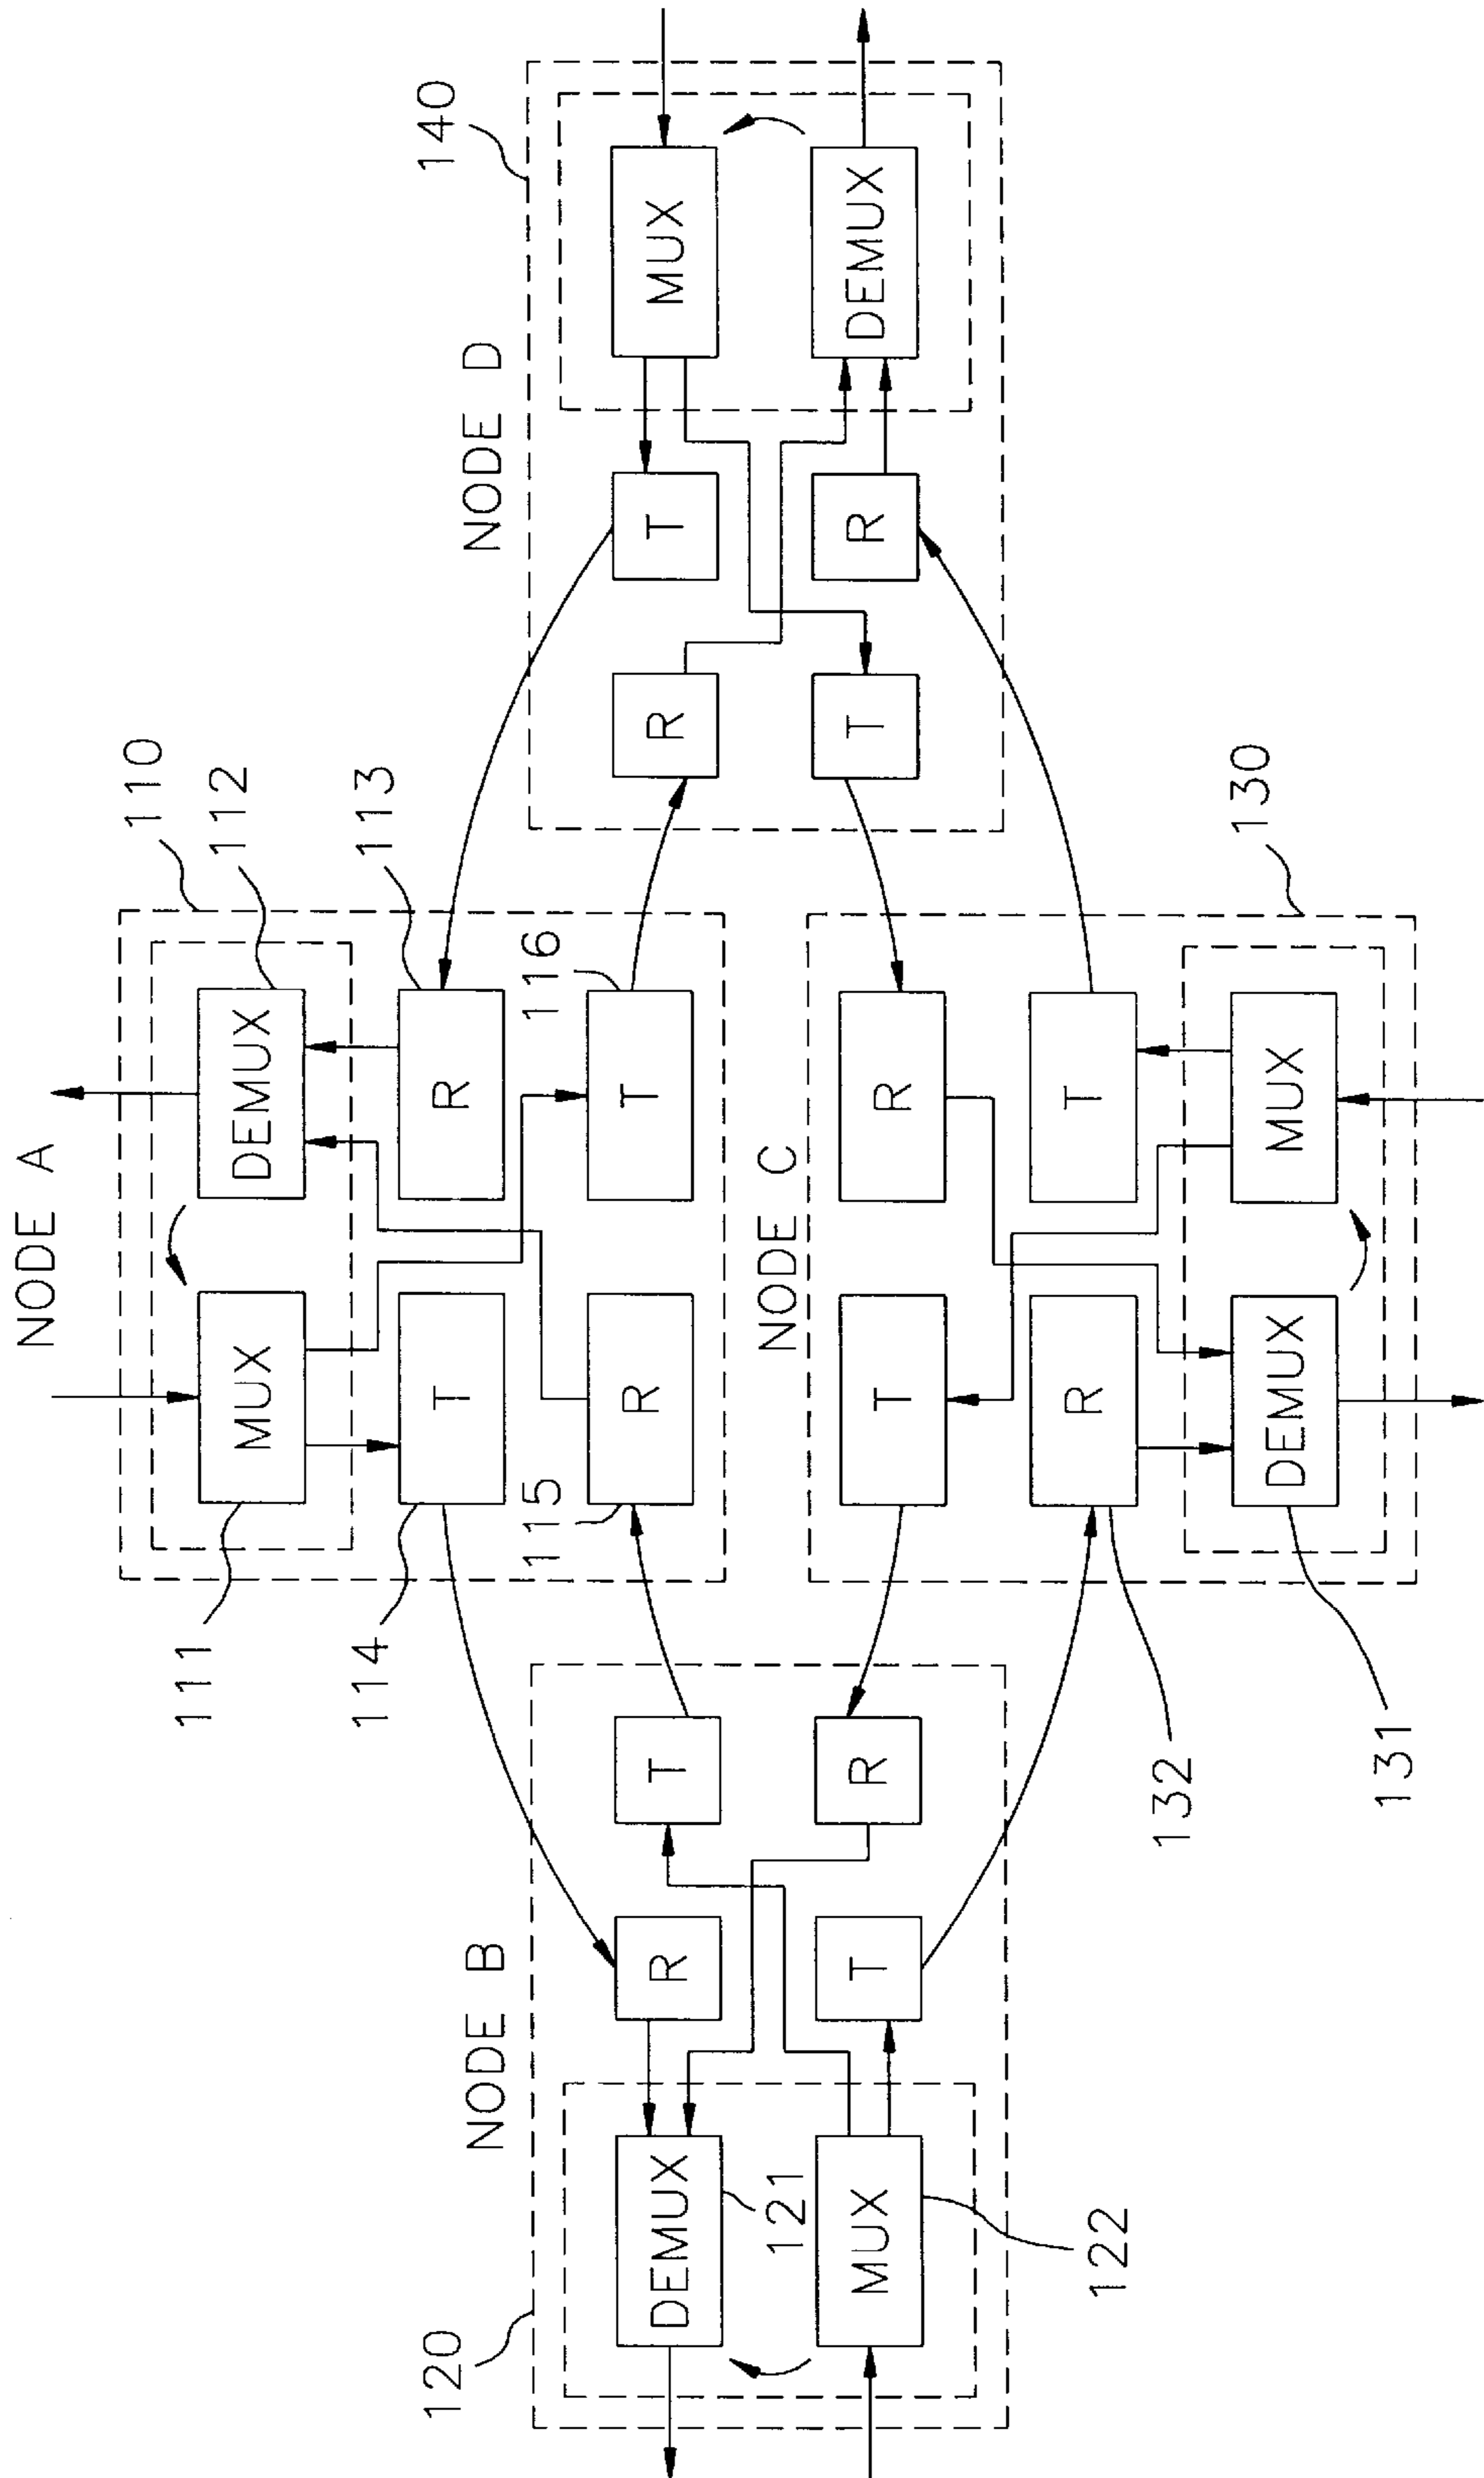 NODE A
110
111
112
MUX
DEMUX
114
113
120
T
R
140
NODE B
NODE D
115
116
DEMUX
R
T
R
T
R
T
MUX
NODE C
121
MUX
T
R
T
R
T
R
DEMUX
122
R
T
132
130
DEMUX
MUX
131